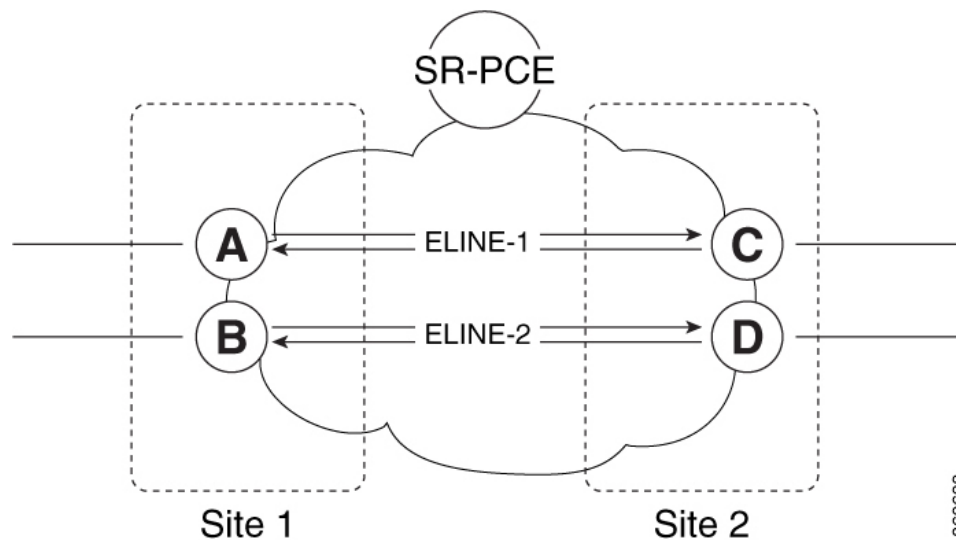 SR-PCE
A
ELINE-1
C
B
ELINE-2
D
Site 1
Site 2